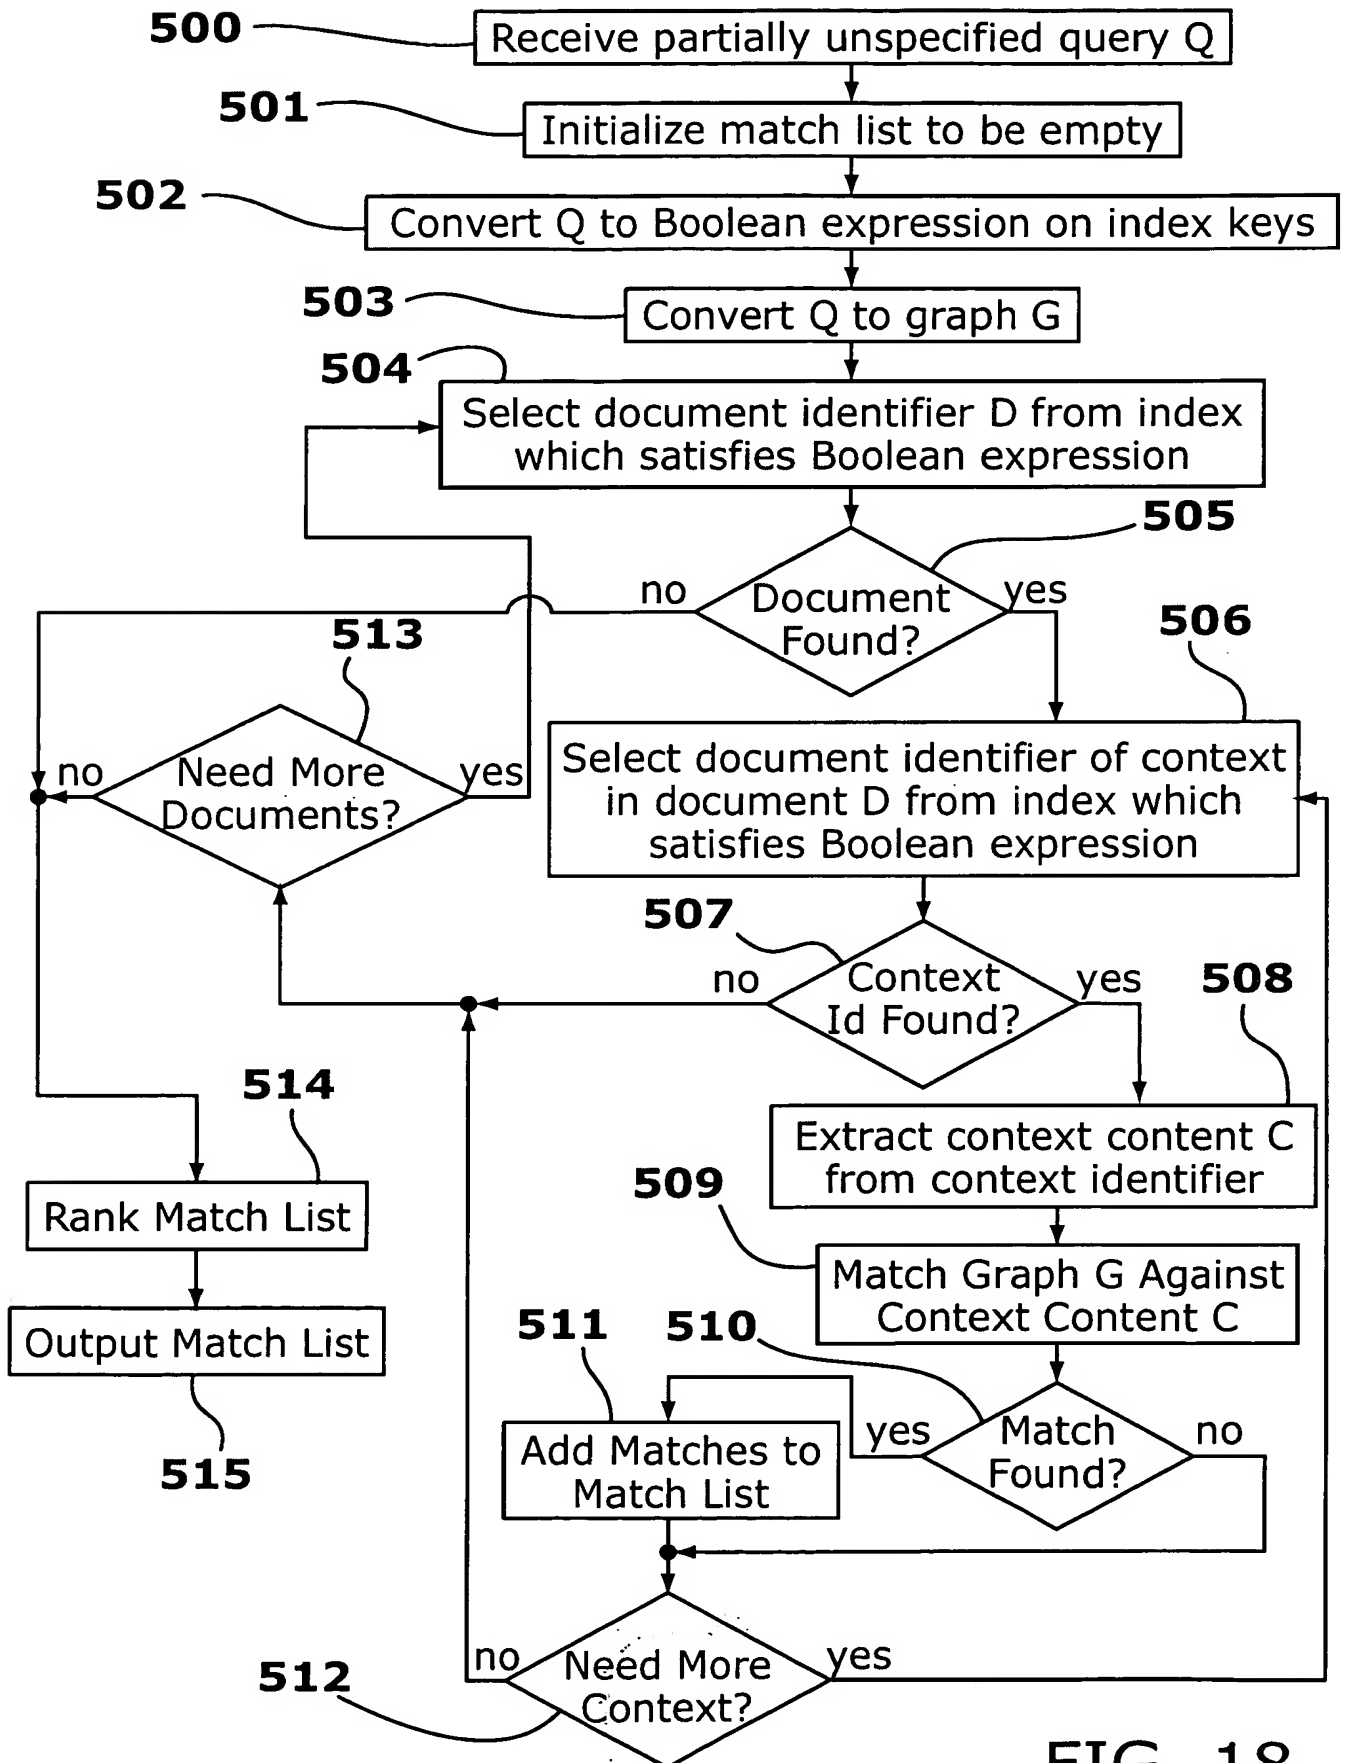 500
Receive partially unspecified query Q
501
Initialize match list to be empty
502
Convert Q to Boolean expression on index keys
503
Convert Q to graph G
504
Select document identifier D from index
which satisfies Boolean expression
505
no
Document
Found?
yes
506
513
Select document identifier of context
in document D from index which
satisfies Boolean expression
no
Need More
Documents?
yes
507
no
Context
Id Found?
yes
508
514
Extract context content C
from context identifier
509
Rank Match List
Match Graph G Against
Context Content C
511
510
Output Match List
515
Add Matches to
Match List
yes
Match
Found?
no
512
no
Need More
Context?
yes
FIG. 18